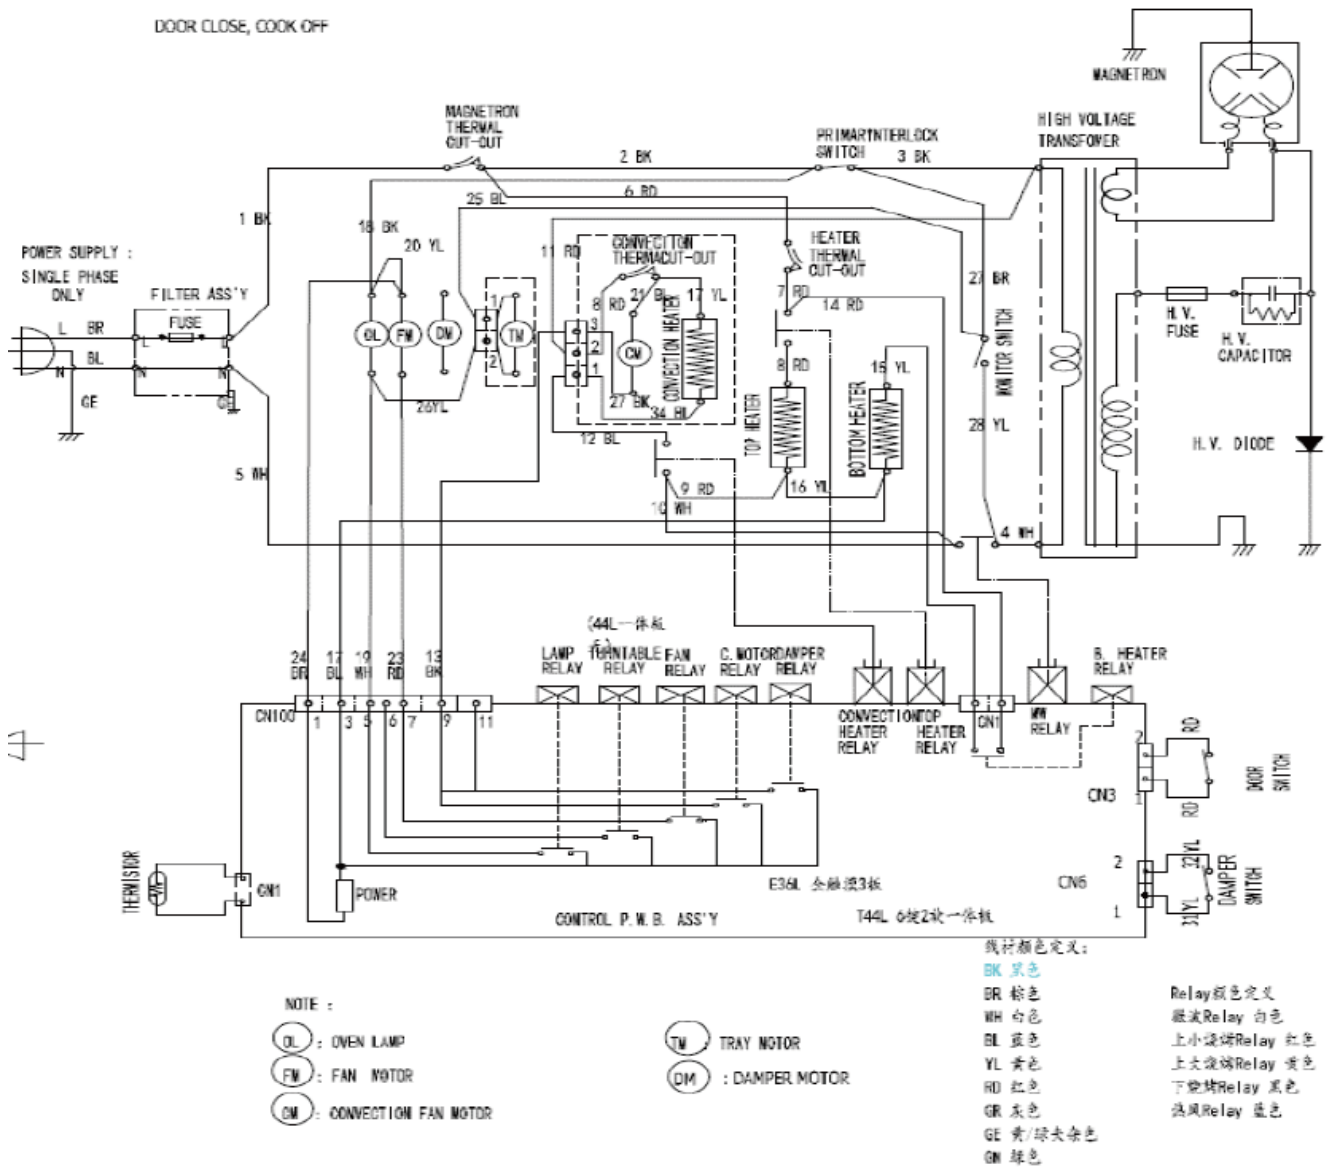 DOOR CLOSE, COOK OFF
MAGNETRON
MAGNETRON
THERMAL
CUT-OUT
HIGH VOLTAGE
TRANSFOMER
PRIMARYNTERLOCK
SWITCH
2 BK
3 BK
6 RD
25 BL
1 BK
18 BK
20 YL
POWER SUPPLY :
SINGLE PHASE
ONLY
FILTER ASS'Y
FUSE
L
BR
L
L
BL
N
N
N
GE
11 RD
CONVECTION
THERMACUT-OUT
HEATER
THERMAL
CUT-OUT
8 RD
21 BL
17 YL
7 RD
14 RD
27 BR
MONITOR SWITCH
H.V.
FUSE
H.V.
CAPACITOR
OL
FM
DM
1
2
TM
3
2
1
CM
CONVECTION HEATER
27 BK
34 BL
26YL
8 RD
15 YL
TOP HEATER
BOTTOM HEATER
28 YL
H.V. DIODE
12 BL
5 WH
9 RD
16 YL
10 WH
4 WH
(44L一体板
24
BR
17
BL
19
WH
23
RD
13
BK
LAMP
RELAY
TURNTABLE
RELAY
FAN
RELAY
C.MOTOR
RELAY
DAMPER
RELAY
B. HEATER
RELAY
CN100
1
3
5
6
7
9
11
CONVECTION
HEATER
RELAY
TOP
HEATER
RELAY
CN1
MW
RELAY
2
RD
CN3
1
RD
DOOR
SWITCH
THERMISTOR
GN1
POWER
2
CN6
1
32YL
31 YL
DAMPER
SWITCH
E36L 全触摸3板
CONTROL P.W.B. ASS'Y
T44L 6键2旋一体板
线材颜色定义:
BK 黑色
BR 棕色
WH 白色
BL 蓝色
YL 黄色
RD 红色
GR 灰色
GE 黄/绿夹杂色
GN 绿色
Relay颜色定义
微波Relay 白色
上小烧烤Relay 红色
上大烧烤Relay 黄色
下烧烤Relay 黑色
热风Relay 蓝色
NOTE :
OL : OVEN LAMP
FM : FAN MOTOR
CM : CONVECTION FAN MOTOR
TM : TRAY MOTOR
DM : DAMPER MOTOR